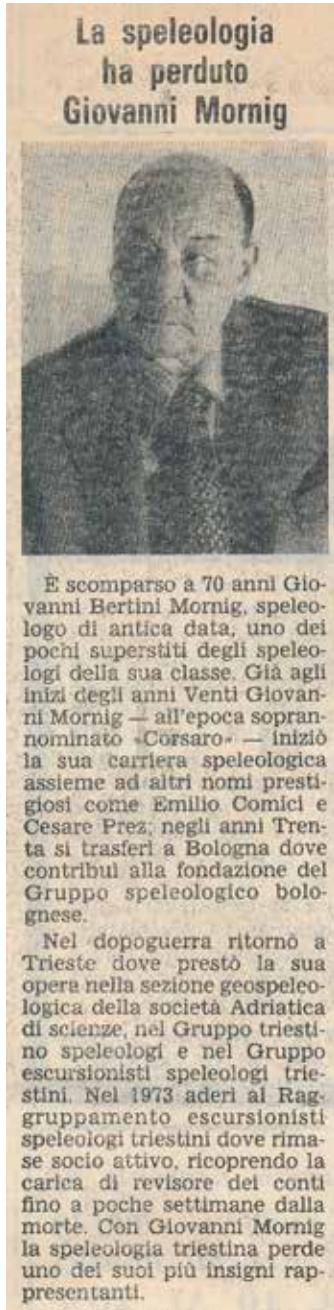 La speleologia
ha perduto
Giovanni Mornig
È scomparso a 70 anni Gio-
vanni Bertini Mornig, speleo-
logo di antica data, uno dei
pochi superstiti degli speleo-
logi della sua classe. Già agli
inizi degli anni Venti Giovan-
ni Mornig — all'epoca sopran-
nominato «Corsaro» — iniziò
la sua carriera speleologica
assieme ad altri nomi presti-
giosi come Emilio Comici e
Cesare Prez; negli anni Tren-
ta si trasferì a Bologna dove
contribuì alla fondazione del
Gruppo speleologico bolo-
gnese.
Nel dopoguerra ritornò a
Trieste dove prestò la sua
opera nella sezione geospeleo-
logica della società Adriatica
di scienze, nel Gruppo triesti-
no speleologi e nel Gruppo
escursionisti speleologi trie-
stini. Nel 1973 aderì al Rag-
gruppamento escursionisti
speleologi triestini dove rima-
se socio attivo, ricoprendo la
carica di revisore dei conti
fino a poche settimane dalla
morte. Con Giovanni Mornig
la speleologia triestina perde
uno dei suoi più insigni rap-
presentanti.